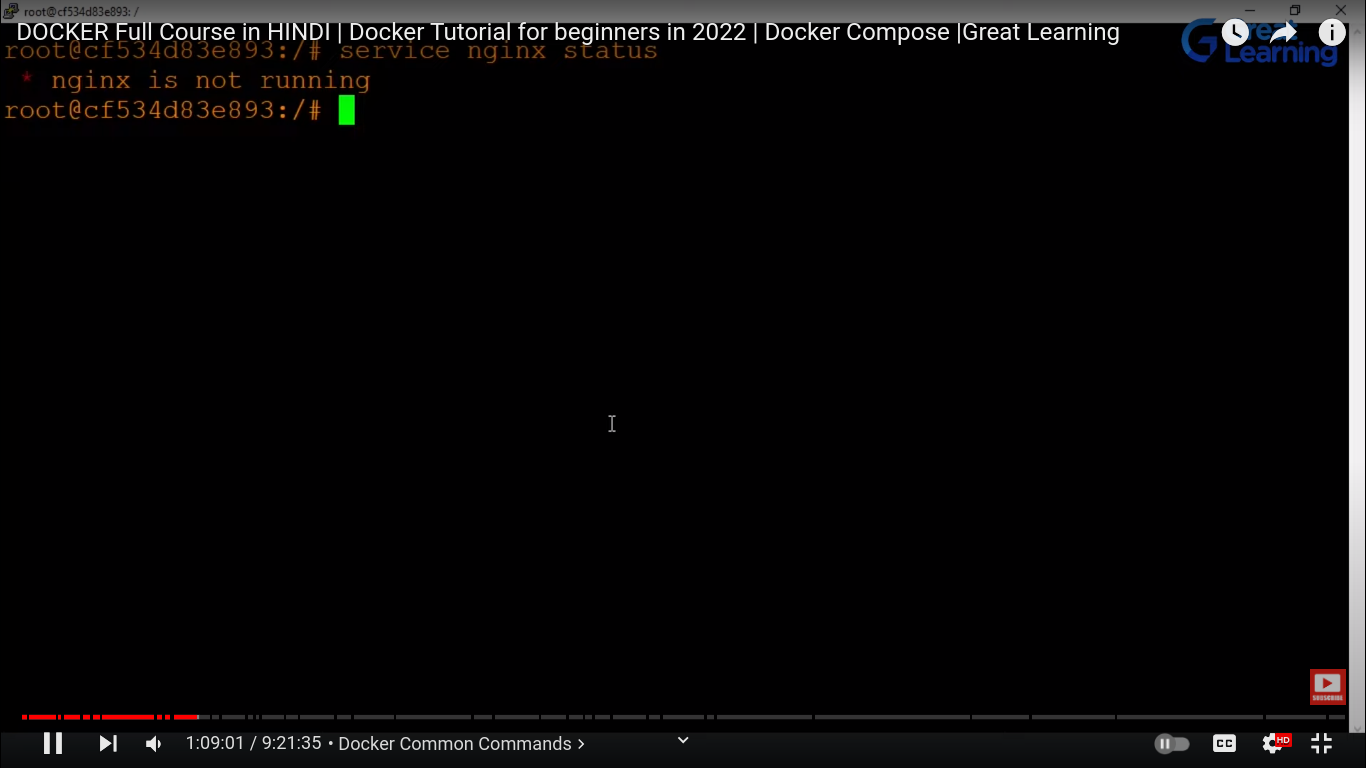 root@cf534d83e893: /
DOCKER Full Course in HINDI | Docker Tutorial for beginners in 2022 | Docker Compose |Great Learning
Great
Learning
root@cf534d83e893:/# service nginx status
* nginx is not running
root@cf534d83e893:/#
SUBSCRIBE
1:09:01 / 9:21:35 • Docker Common Commands >
CC
HD